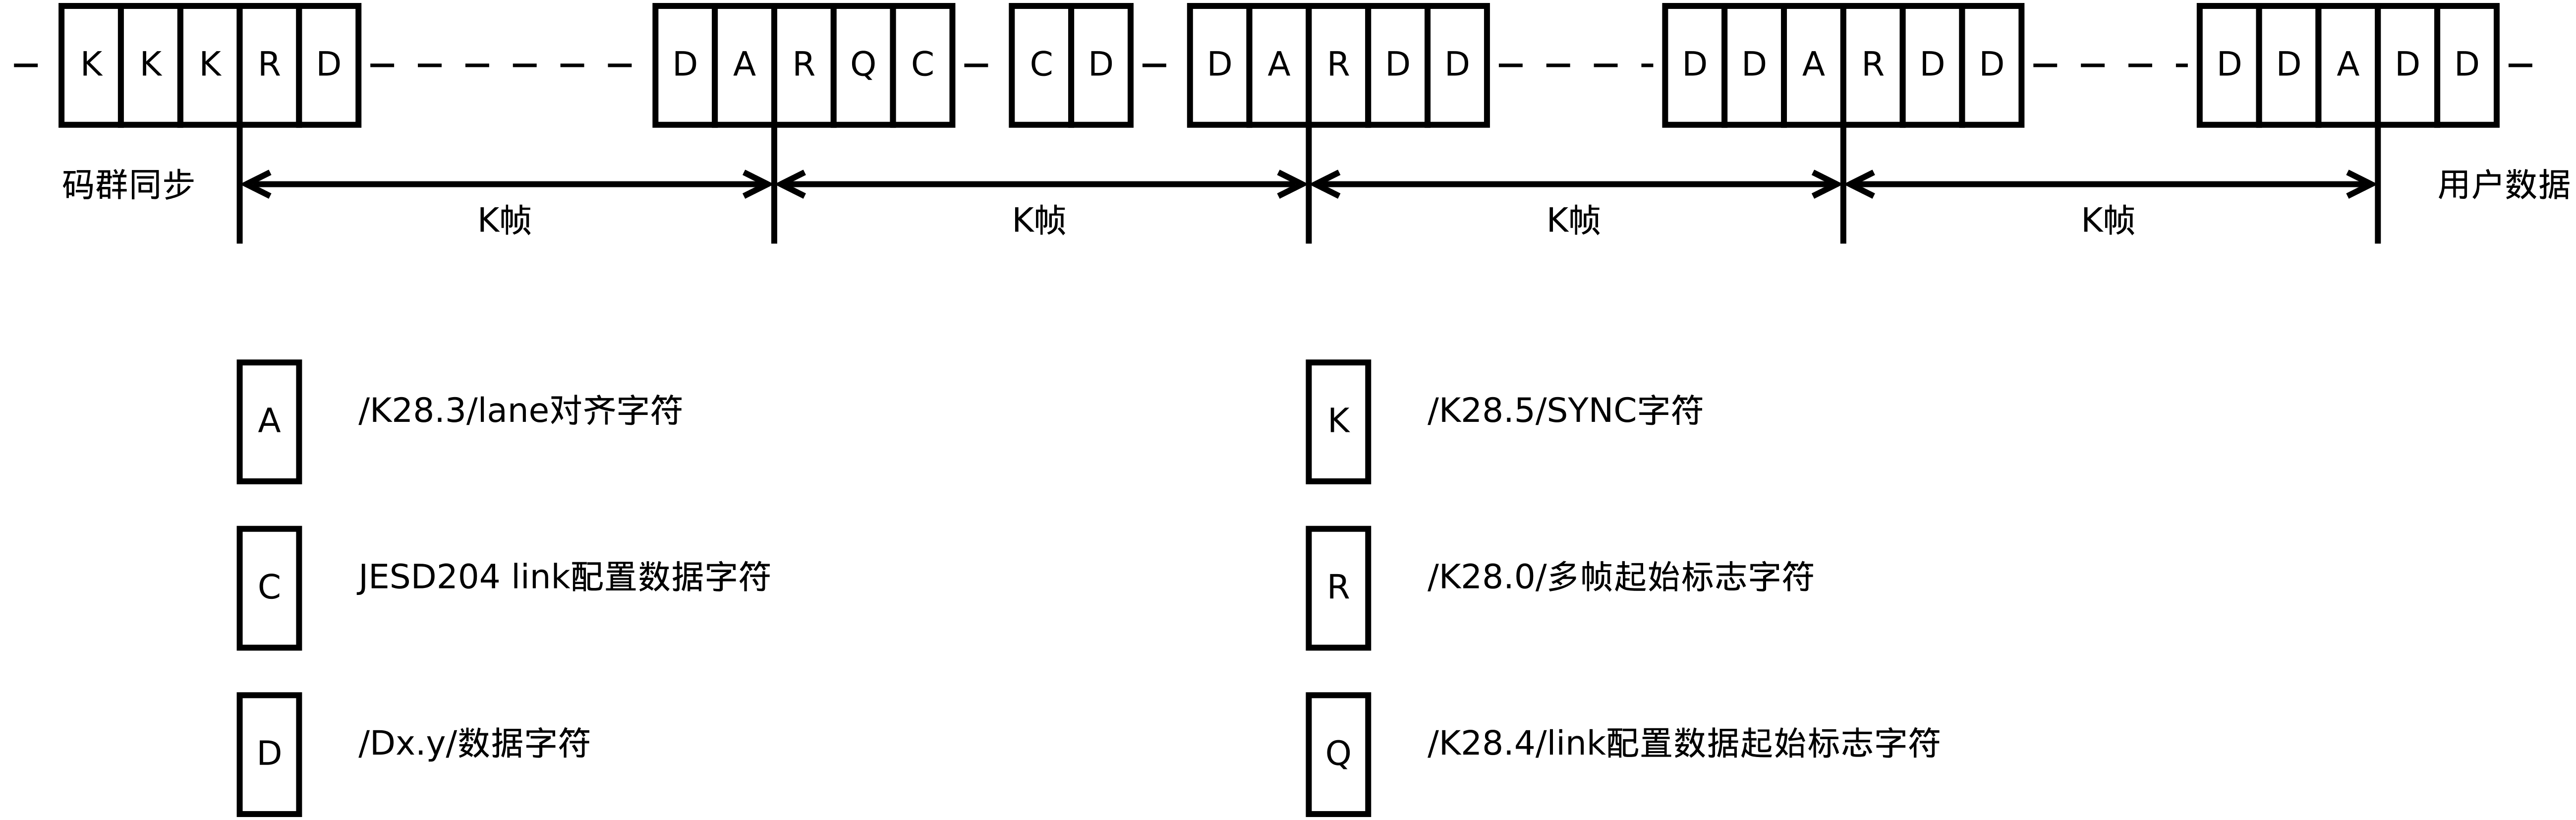 K K K R D D A R Q C C D D A R D D D D A R D D D D A D D
码群同步 用户数据
K帧 K帧 K帧 K帧
A /K28.3/lane对齐字符 K /K28.5/SYNC字符
C JESD204 link配置数据字符 R /K28.0/多帧起始标志字符
D /Dx.y/数据字符 Q /K28.4/link配置数据起始标志字符